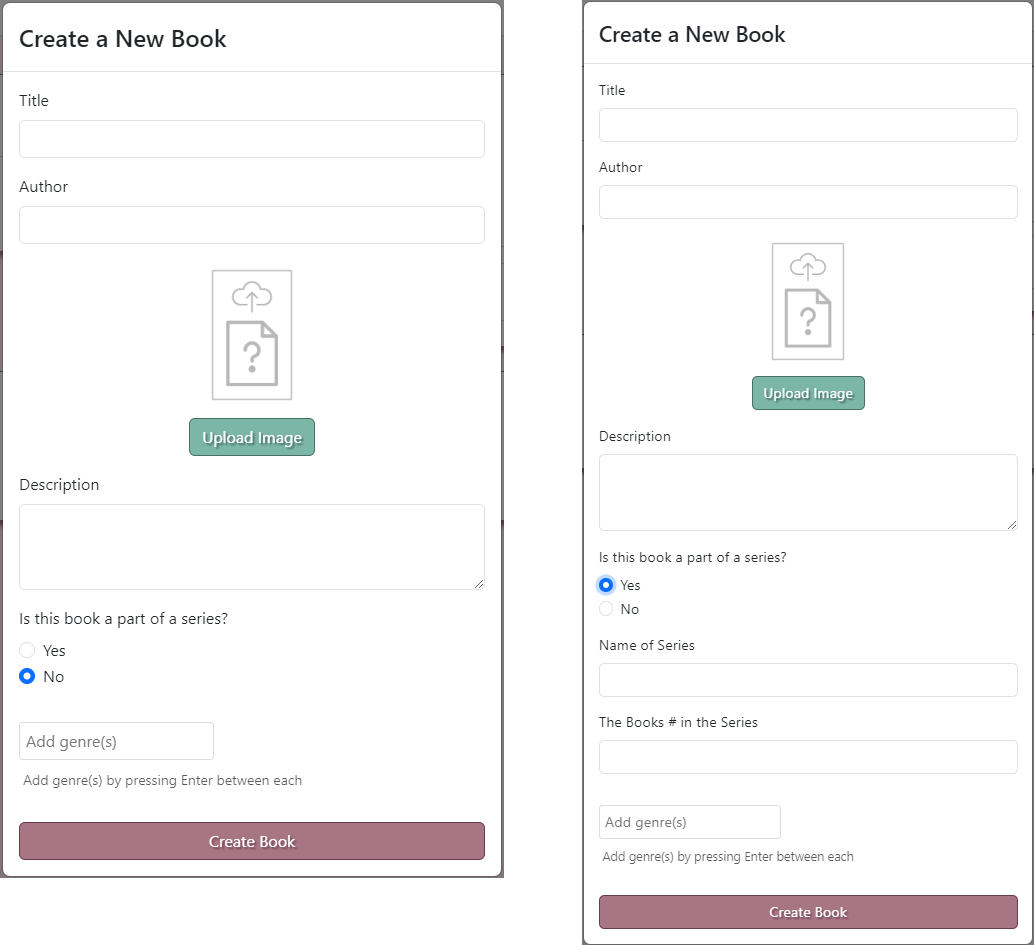 Create a New Book
Title
Author
?
Upload Image
Description
Is this book a part of a series?
Yes
No
Add genre(s)
Add genre(s) by pressing Enter between each
Create Book
Create a New Book
Title
Author
?
Upload Image
Description
Is this book a part of a series?
Yes
No
Name of Series
The Books # in the Series
Add genre(s)
Add genre(s) by pressing Enter between each
Create Book